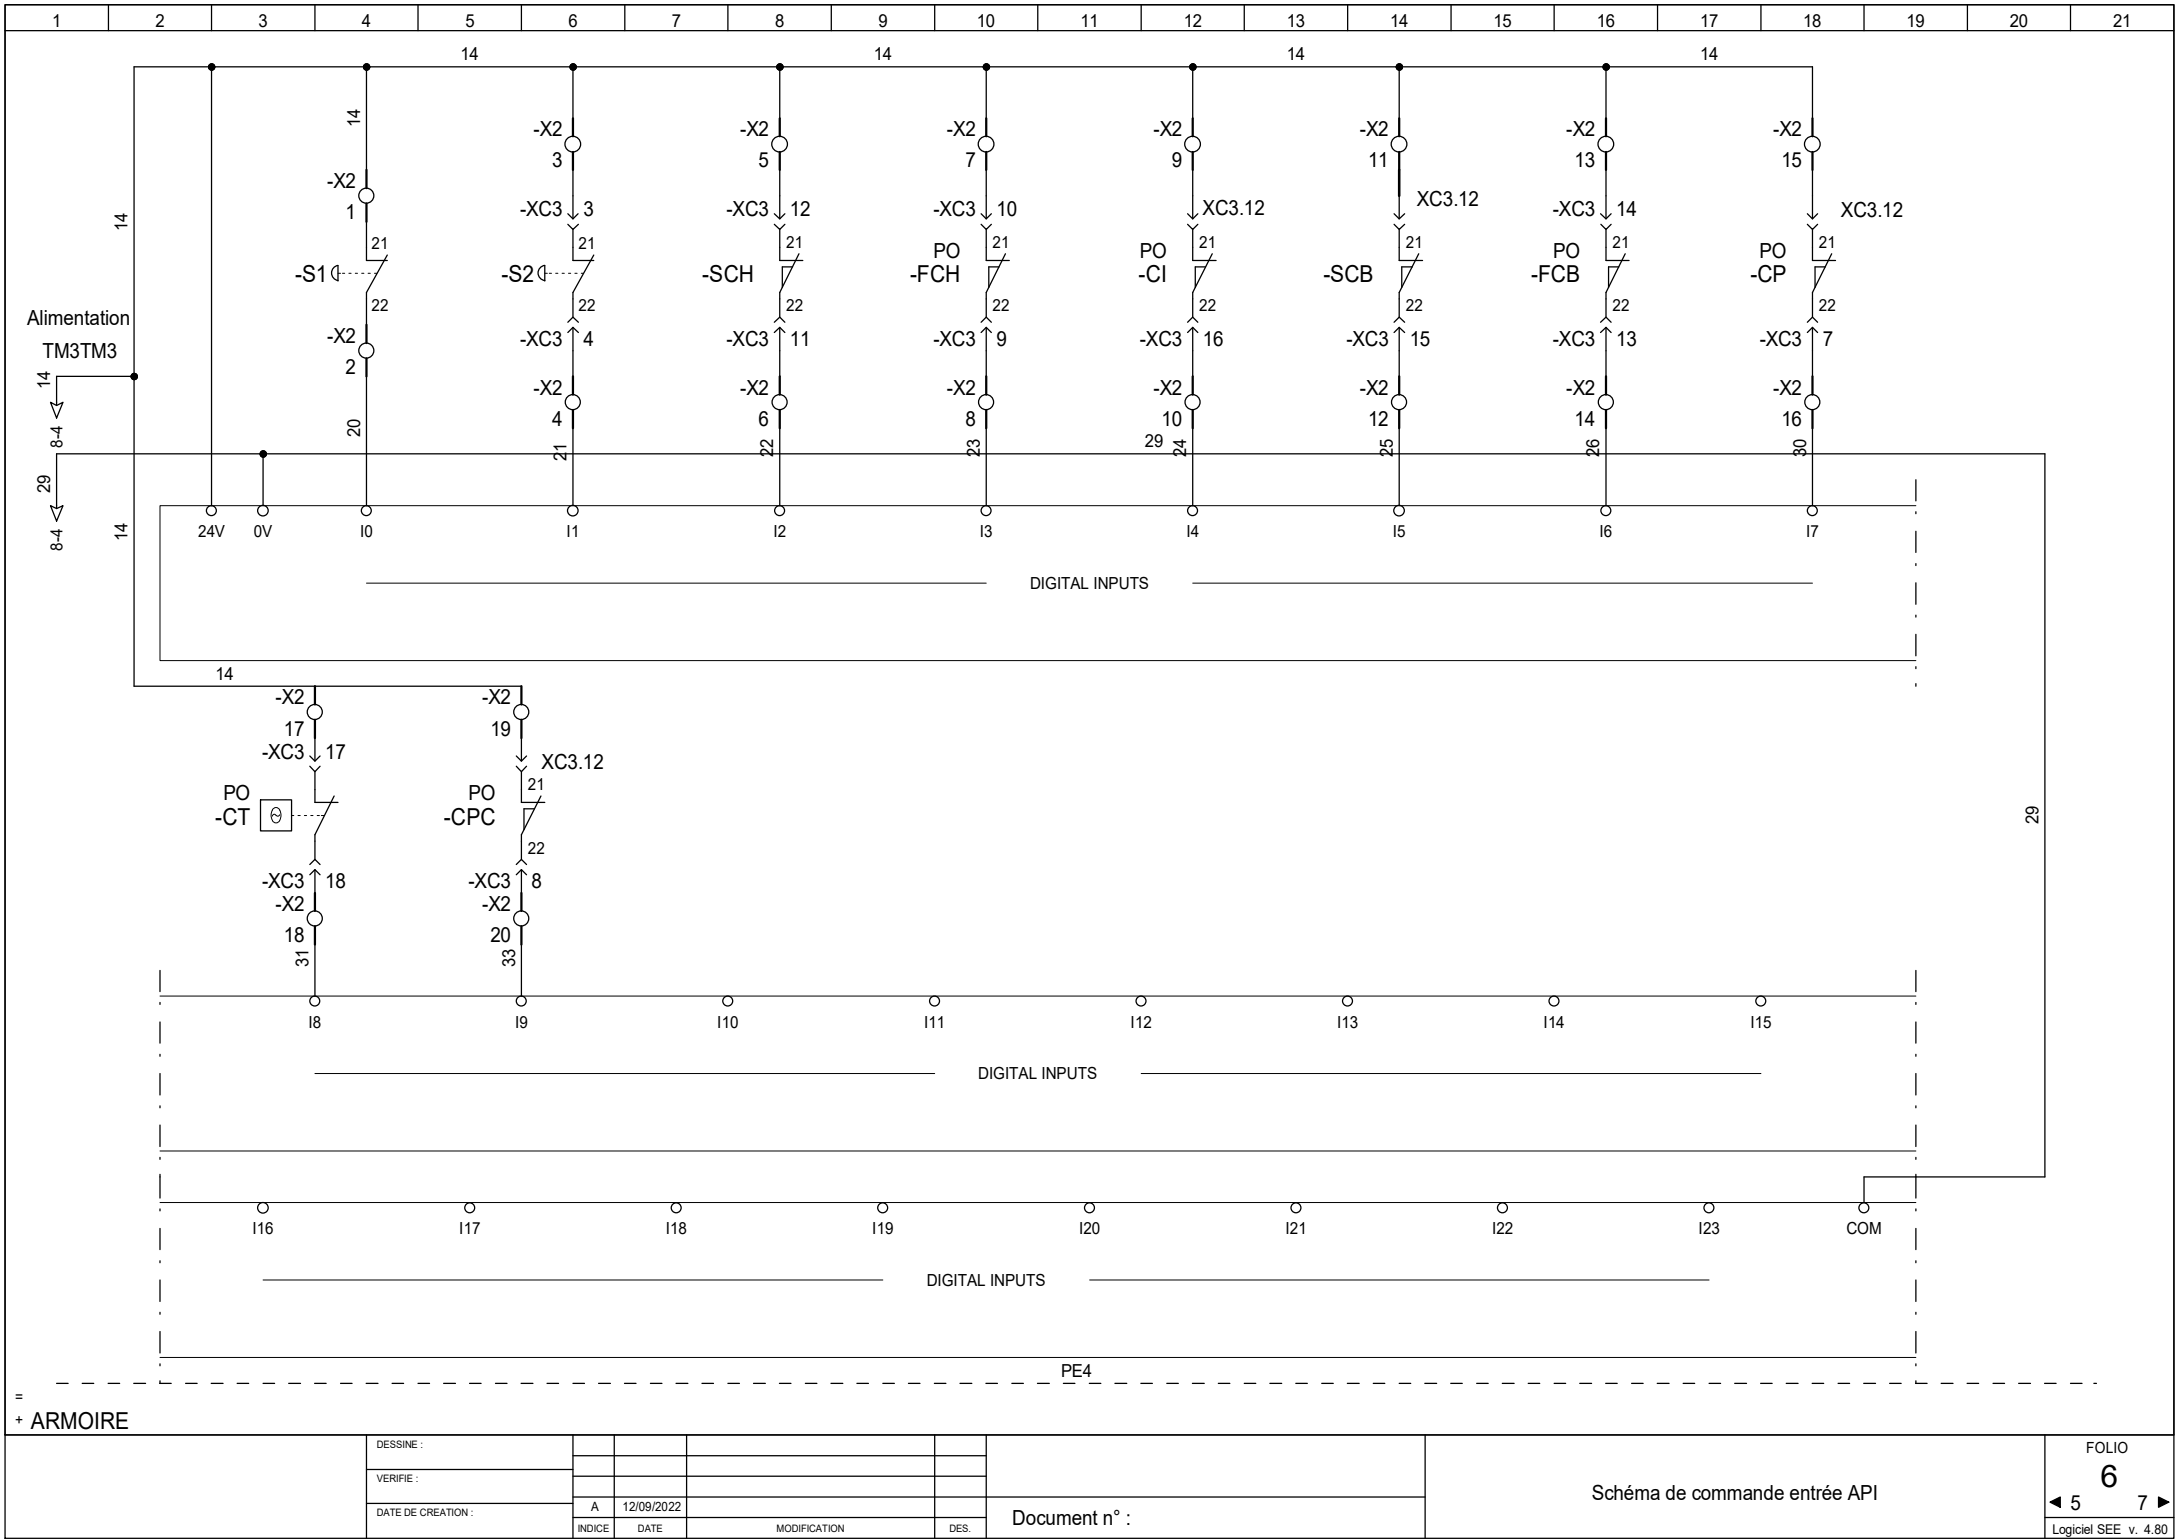 1 2 3 4 5 6 7 8 9 10 11 12 13 14 15 16 17 18 19 20 21
14 14 14 14
14
-X2 -X2 -X2 -X2 -X2 -X2 -X2
3 5 7 9 11 13 15
-X2
1
14
-XC3 3 -XC3 12 -XC3 10 XC3.12 XC3.12 -XC3 14 XC3.12
21 21 21 21 21 21 21 21
PO PO PO PO
-S1 -S2 -SCH -FCH -CI -SCB -FCB -CP
22 22 22 22 22 22 22 22
Alimentation
TM3TM3
-X2
2
-XC3 4 -XC3 11 -XC3 9 -XC3 16 -XC3 15 -XC3 13 -XC3 7
14
8-4
-X2 -X2 -X2 -X2 -X2 -X2 -X2
4 6 8 10 12 14 16
20 21 22 23 29 24 25 26 30
29
8-4
14
24V 0V I0 I1 I2 I3 I4 I5 I6 I7
DIGITAL INPUTS
14
-X2 -X2
17 19
-XC3 17 XC3.12
21
PO PO
-CT -CPC
22
29
-XC3 18 -XC3 8
-X2 -X2
18 20
31 33
I8 I9 I10 I11 I12 I13 I14 I15
DIGITAL INPUTS
I16 I17 I18 I19 I20 I21 I22 I23 COM
DIGITAL INPUTS
PE4
=
+ ARMOIRE
DESSINE :
VERIFIE :
DATE DE CREATION :
A 12/09/2022
INDICE DATE MODIFICATION DES.
Document n° :
Schéma de commande entrée API
FOLIO
6
5 7
Logiciel SEE v. 4.80